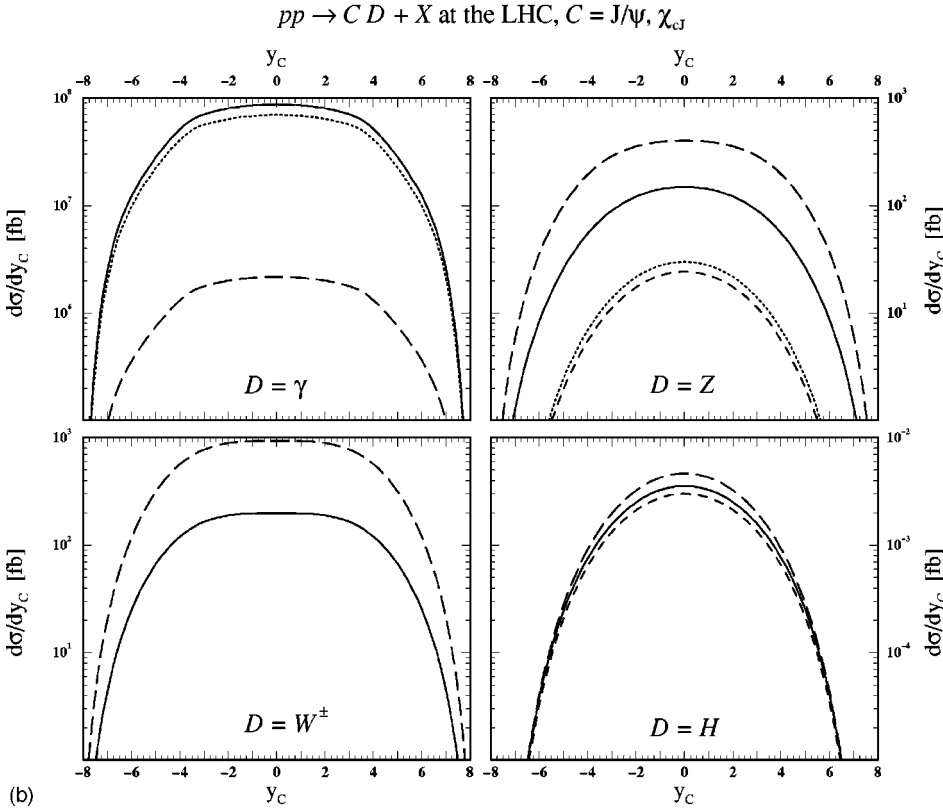 pp → C D + X at the LHC, C = J/ψ, χcJ
yC
yC
-8 -6 -4 -2 0 2 4 6 8
-8 -6 -4 -2 0 2 4 6 8
10^8
10^7
10^6
dσ/dyC [fb]
D = γ
10^3
10^2
10^1
dσ/dyC [fb]
D = Z
10^3
10^2
10^1
dσ/dyC [fb]
D = W±
10^-2
10^-3
10^-4
dσ/dyC [fb]
D = H
-8 -6 -4 -2 0 2 4 6 8
-8 -6 -4 -2 0 2 4 6 8
yC
yC
(b)